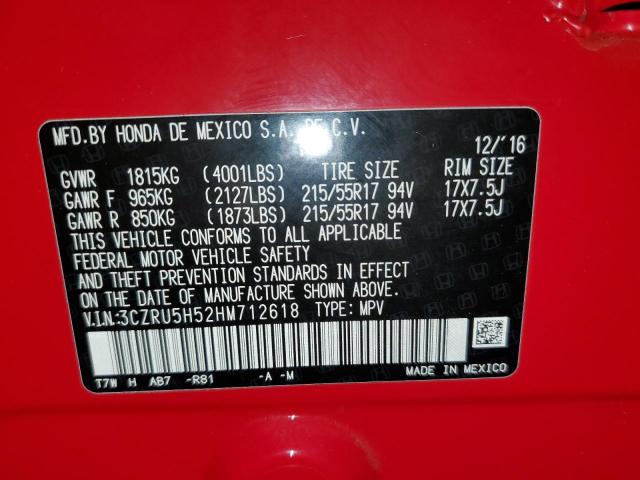 MFD.BY HONDA DE MEXICO S.A. DE C.V. 12/'16
GVWR 1815KG (4001LBS) TIRE SIZE RIM SIZE
GAWR F 965KG (2127LBS) 215/55R17 94V 17X7.5J
GAWR R 850KG (1873LBS) 215/55R17 94V 17X7.5J
THIS VEHICLE CONFORMS TO ALL APPLICABLE
FEDERAL MOTOR VEHICLE SAFETY
AND THEFT PREVENTION STANDARDS IN EFFECT
ON THE DATE OF MANUFACTURE SHOWN ABOVE.
V.I.N:3CZRU5H52HM712618 TYPE: MPV
T7W H AB7 -R81 -A -M
MADE IN MEXICO